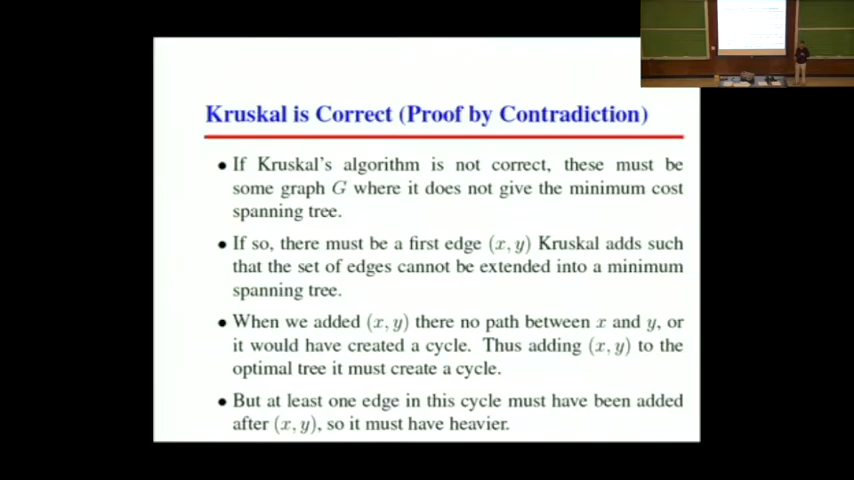 Kruskal is Correct (Proof by Contradiction)
• If Kruskal's algorithm is not correct, these must be
some graph G where it does not give the minimum cost
spanning tree.
• If so, there must be a first edge (x, y) Kruskal adds such
that the set of edges cannot be extended into a minimum
spanning tree.
• When we added (x, y) there no path between x and y, or
it would have created a cycle. Thus adding (x, y) to the
optimal tree it must create a cycle.
• But at least one edge in this cycle must have been added
after (x, y), so it must have heavier.